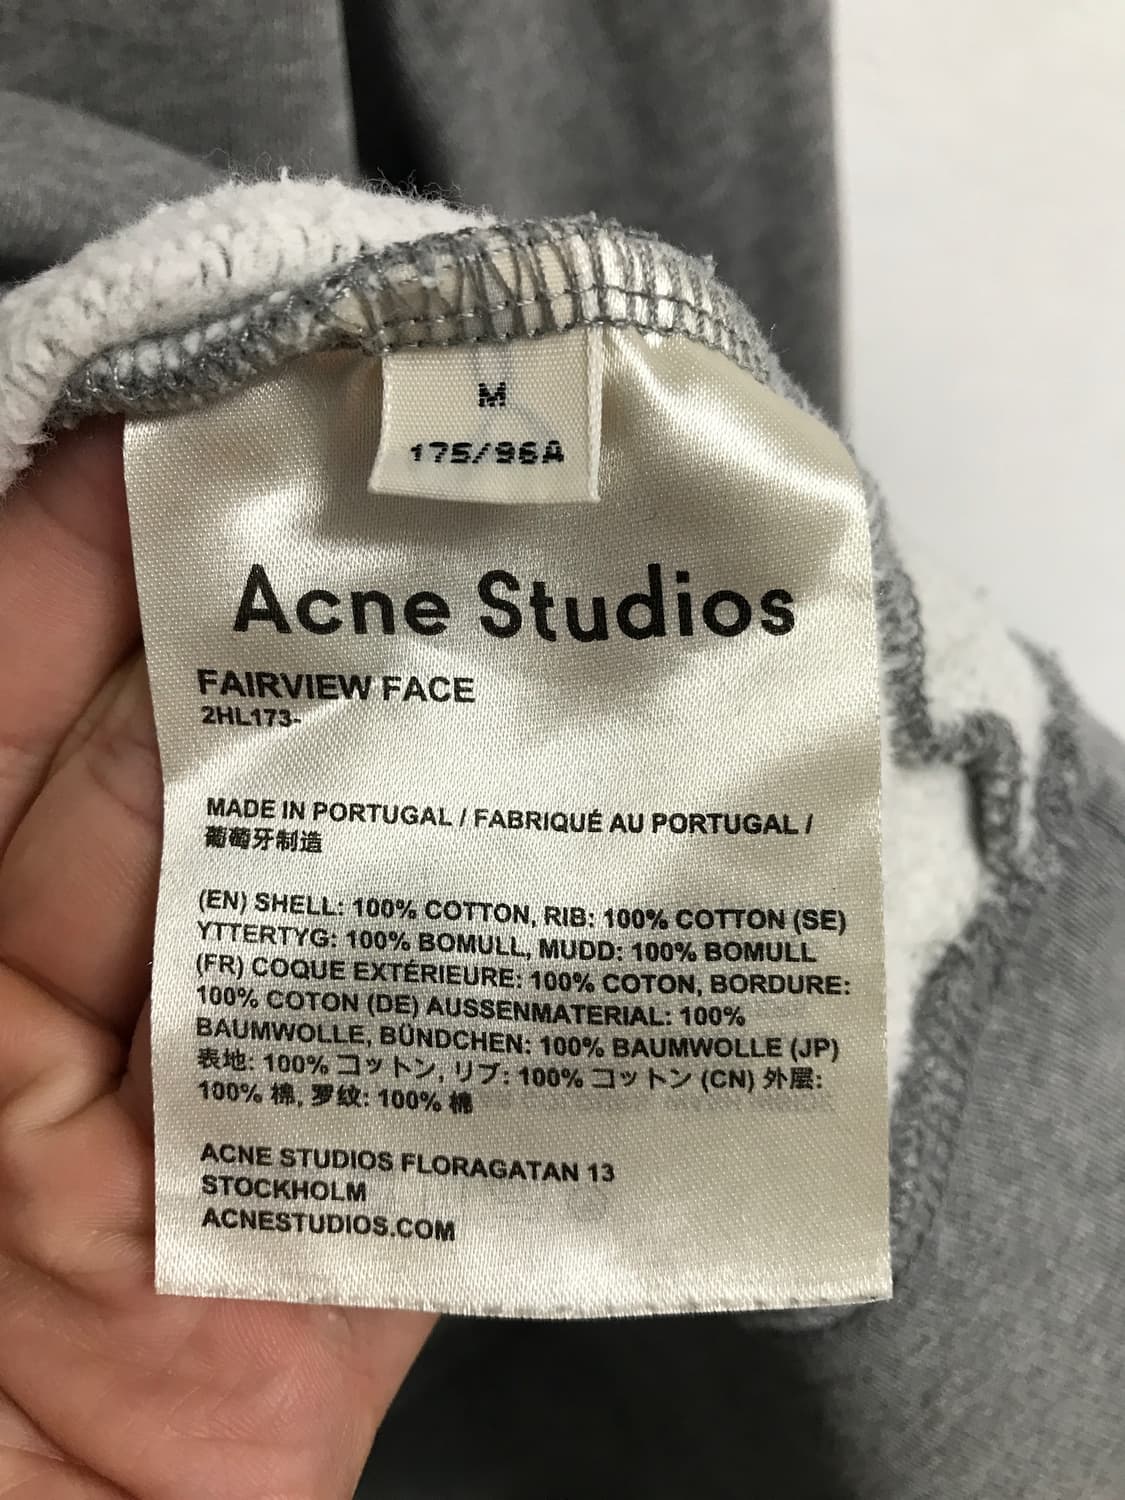 M
175/96A
Acne Studios
FAIRVIEW FACE
2HL173-
MADE IN PORTUGAL / FABRIQUÉ AU PORTUGAL /
葡萄牙制造
(EN) SHELL: 100% COTTON, RIB: 100% COTTON (SE)
YTTERTYG: 100% BOMULL, MUDD: 100% BOMULL
(FR) COQUE EXTÉRIEURE: 100% COTON, BORDURE:
100% COTON (DE) AUSSENMATERIAL: 100%
BAUMWOLLE, BÜNDCHEN: 100% BAUMWOLLE (JP)
表地: 100% コットン, リブ: 100% コットン (CN) 外层:
100% 棉, 罗纹: 100% 棉
ACNE STUDIOS FLORAGATAN 13
STOCKHOLM
ACNESTUDIOS.COM